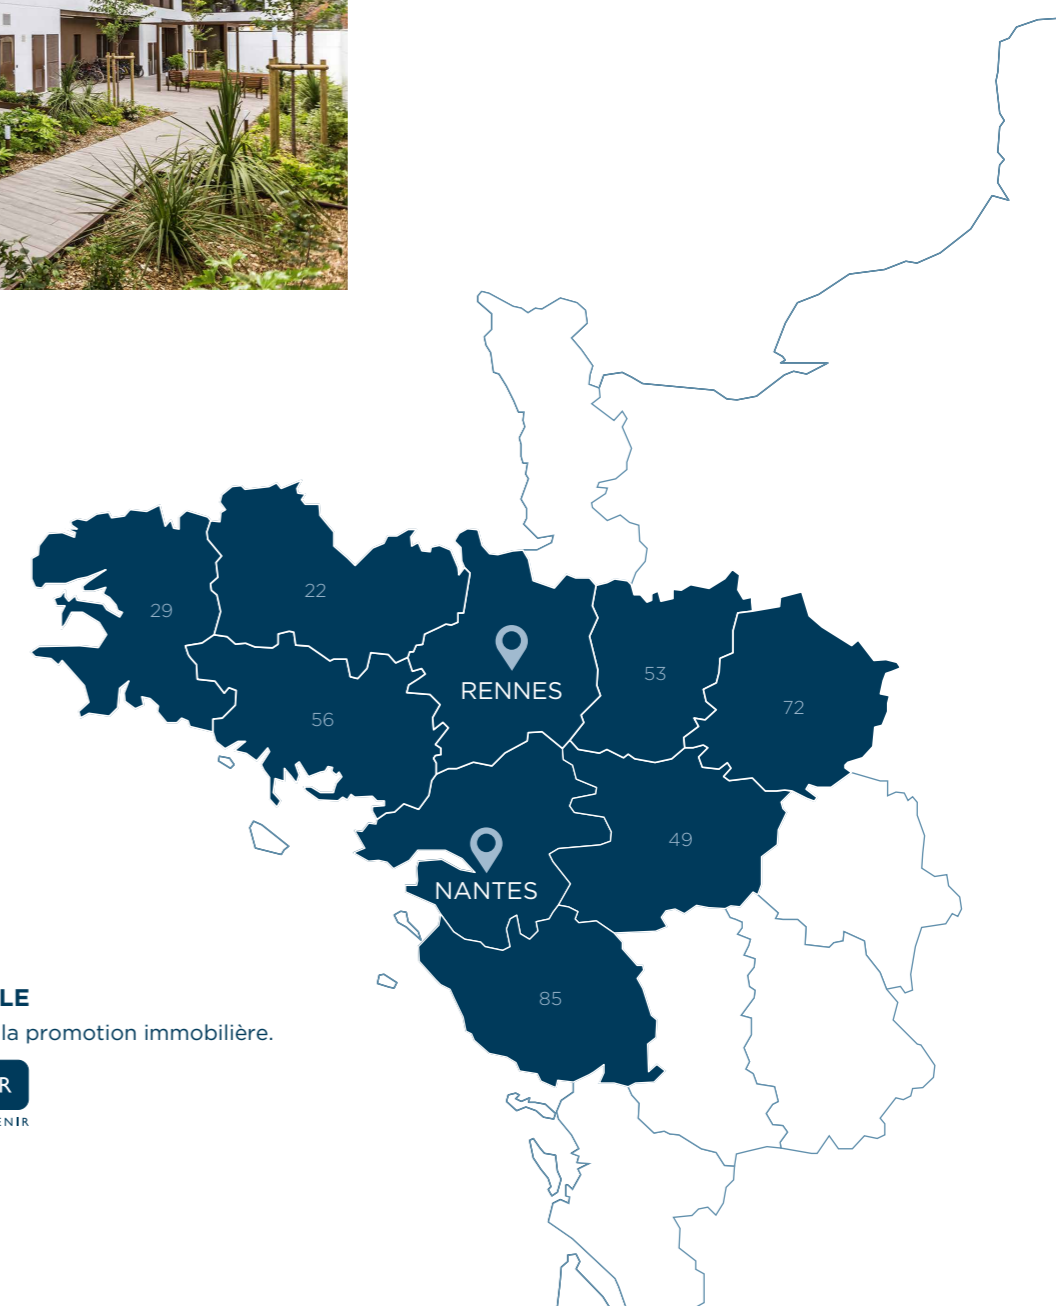 22
29
RENNES
53
56
72
49
NANTES
85
LE
la promotion immobilière.
R
ENIR